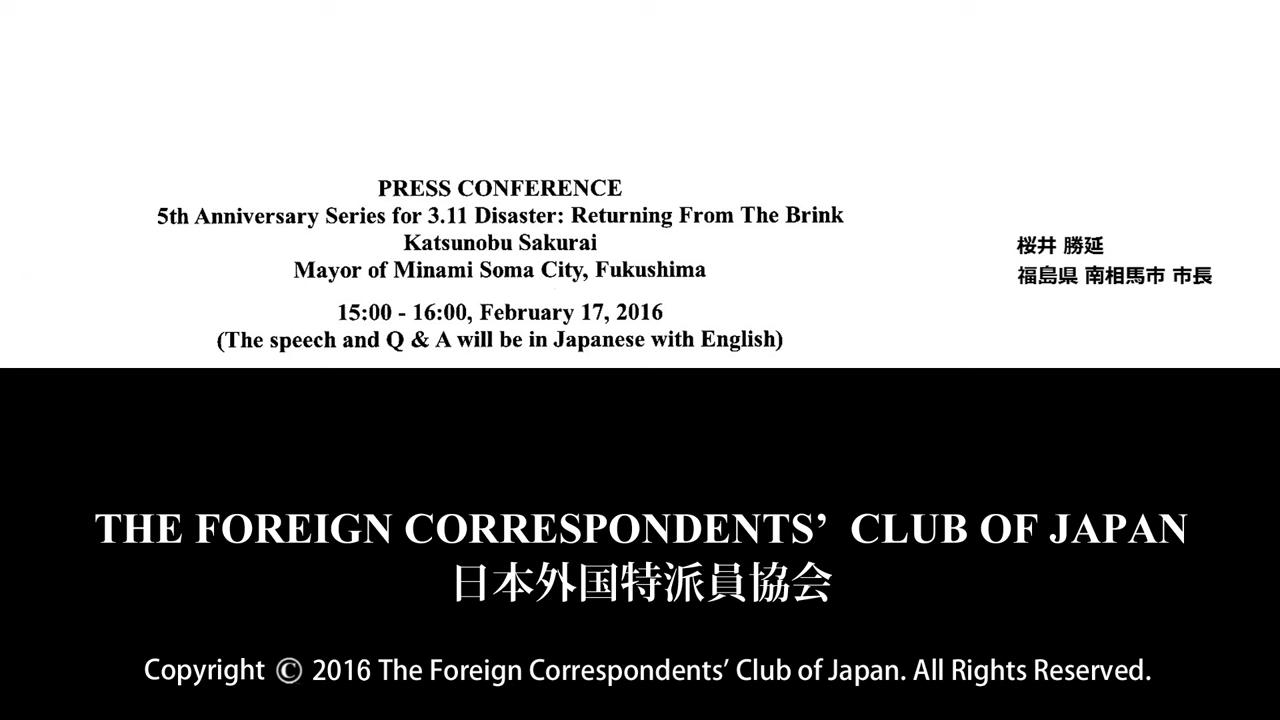 PRESS CONFERENCE
5th Anniversary Series for 3.11 Disaster: Returning From The Brink
Katsunobu Sakurai
Mayor of Minami Soma City, Fukushima
桜井 勝延
福島県 南相馬市 市長
15:00 - 16:00, February 17, 2016
(The speech and Q & A will be in Japanese with English)
THE FOREIGN CORRESPONDENTS’ CLUB OF JAPAN
日本外国特派員協会
Copyright © 2016 The Foreign Correspondents’ Club of Japan. All Rights Reserved.